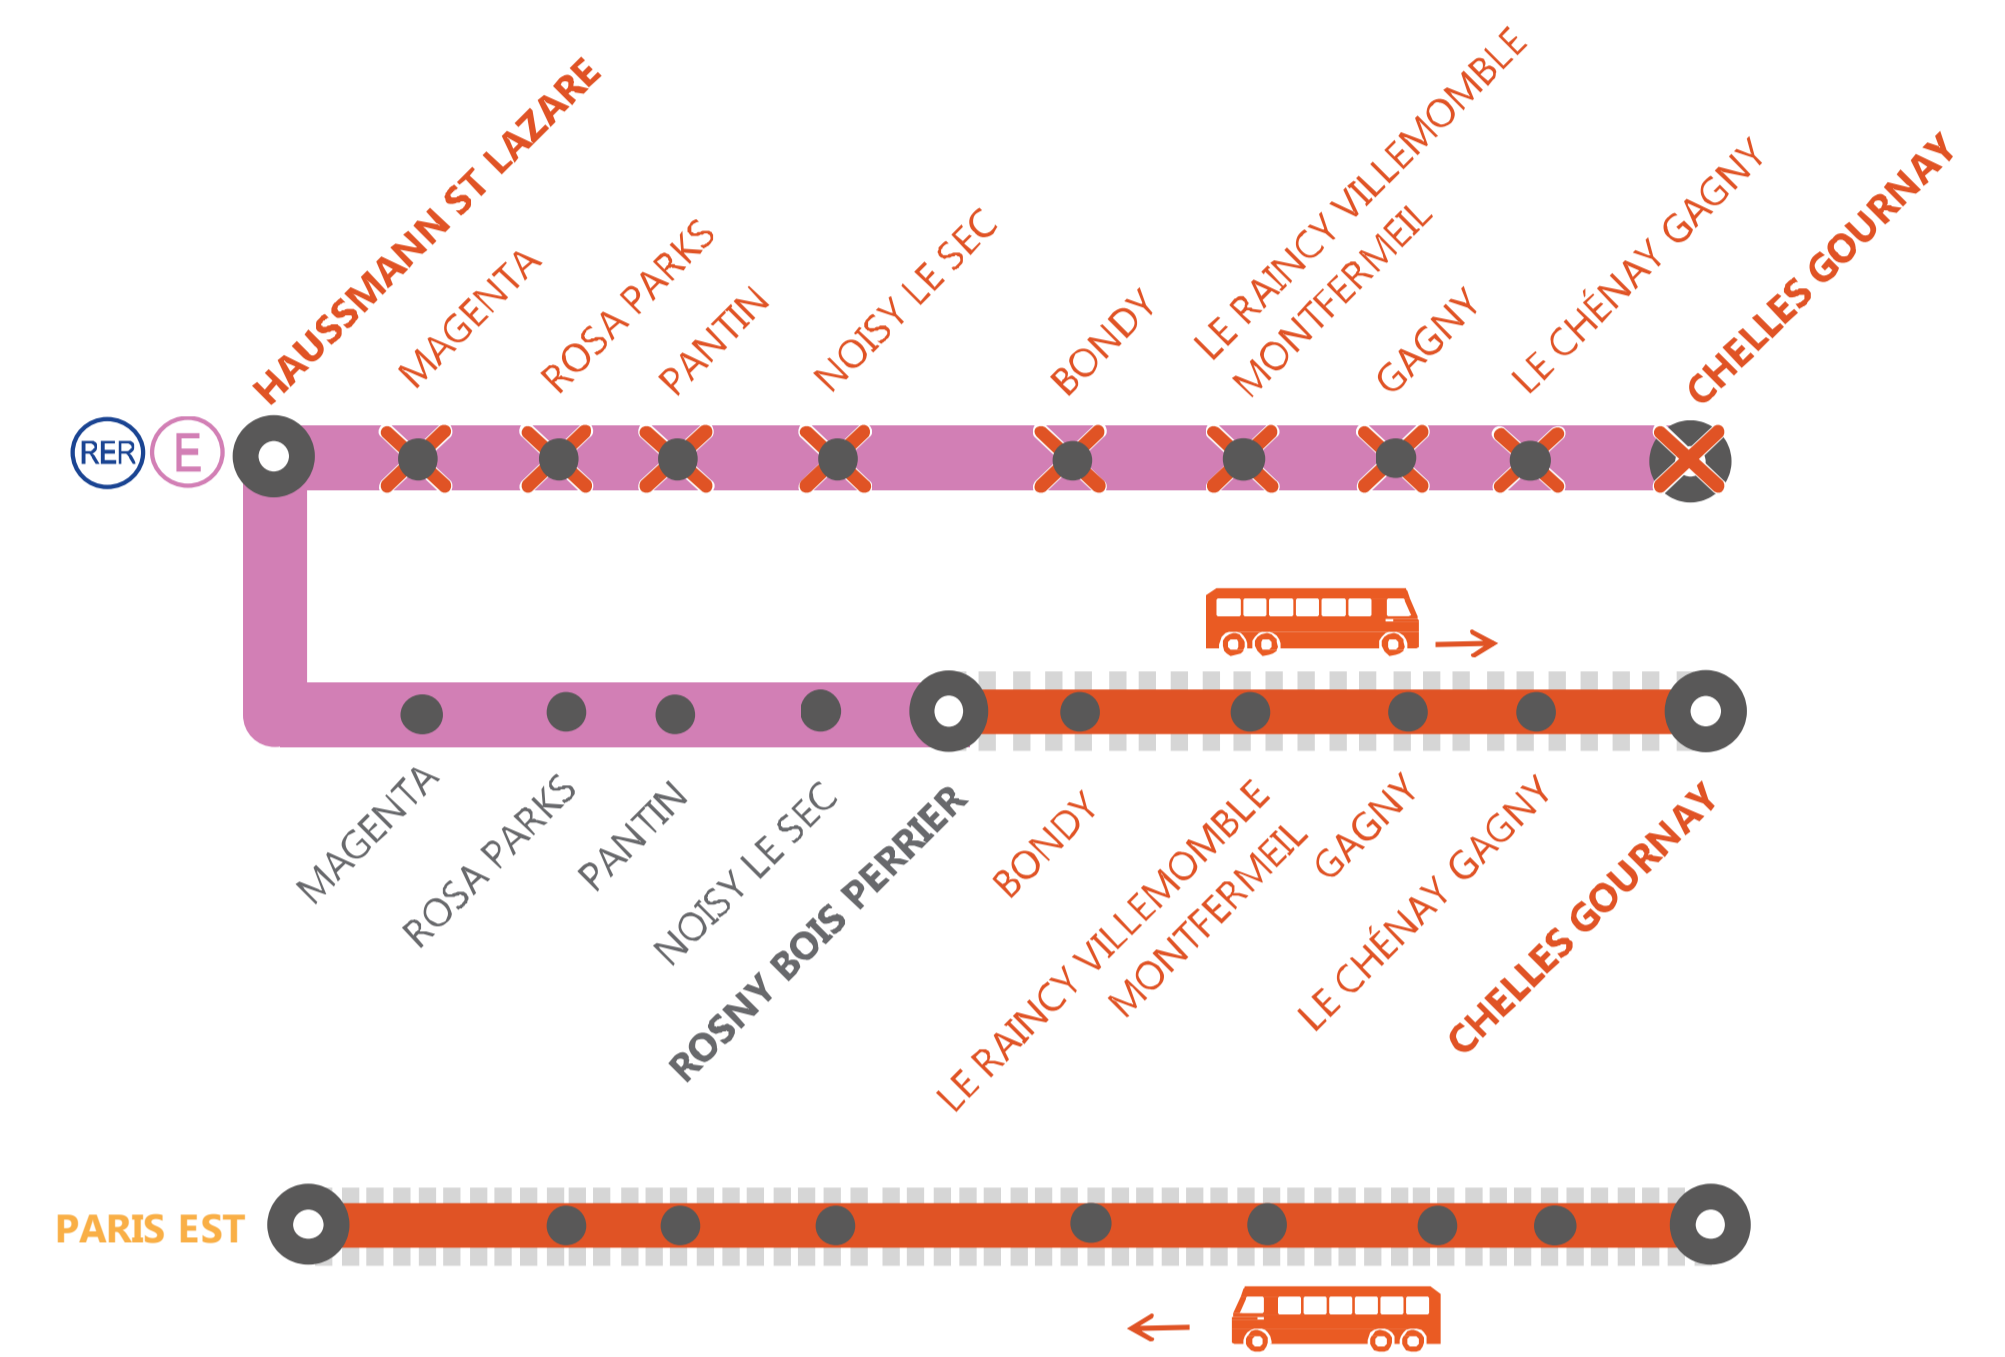 HAUSSMANN ST LAZARE
MAGENTA
ROSA PARKS
PANTIN
NOISY LE SEC
BONDY
LE RAINCY VILLEMOMBLE
MONTFERMEIL
GAGNY
LE CHÉNAY GAGNY
CHELLES GOURNAY
RER
E
MAGENTA
ROSA PARKS
PANTIN
NOISY LE SEC
ROSNY BOIS PERRIER
BONDY
LE RAINCY VILLEMOMBLE
MONTFERMEIL
GAGNY
LE CHÉNAY GAGNY
CHELLES GOURNAY
PARIS EST